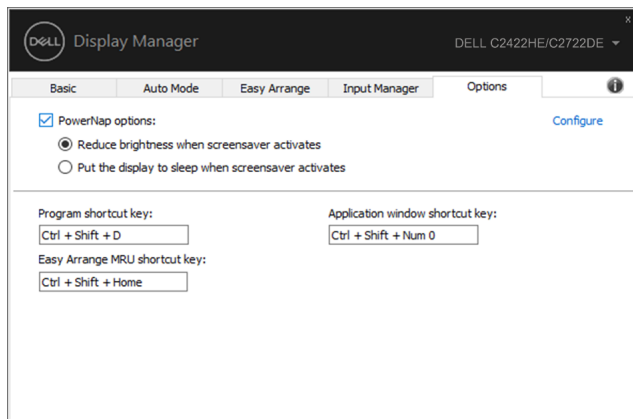 x
DELL Display Manager
DELL C2422HE/C2722DE
Basic Auto Mode Easy Arrange Input Manager Options i
PowerNap options: Configure
Reduce brightness when screensaver activates
Put the display to sleep when screensaver activates
Program shortcut key: Application window shortcut key:
Ctrl + Shift + D Ctrl + Shift + Num 0
Easy Arrange MRU shortcut key:
Ctrl + Shift + Home